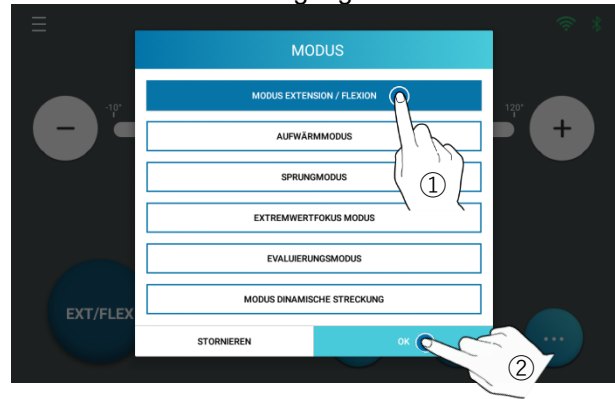 MODUS
-10°
120°
MODUS EXTENSION / FLEXION
AUFWÄRMMODUS
SPRUNGMODUS
①
EXTREMWERTFOKUS MODUS
EVALUIERUNGSMODUS
MODUS DINAMISCHE STRECKUNG
EXT/FLEX
STORNIEREN
OK
②